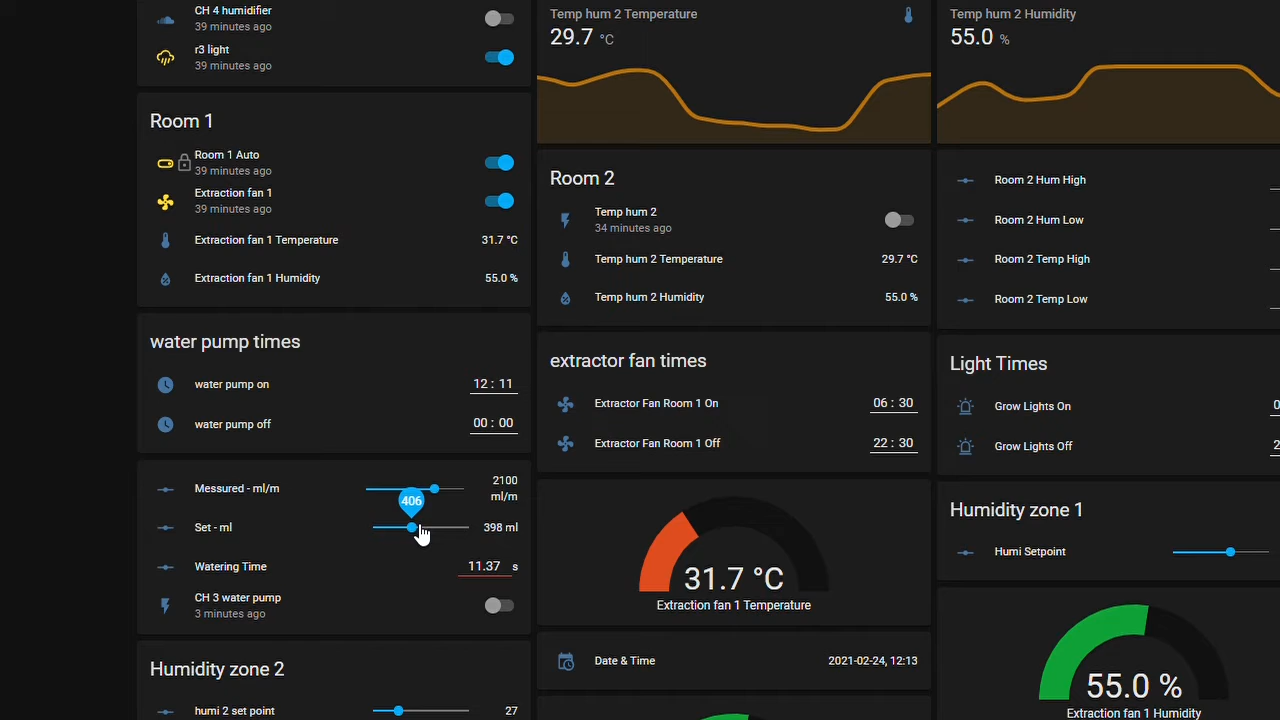 CH 4 humidifier
39 minutes ago
r3 light
39 minutes ago
Room 1
Room 1 Auto
39 minutes ago
Extraction fan 1
39 minutes ago
Extraction fan 1 Temperature 31.7 °C
Extraction fan 1 Humidity 55.0 %
water pump times
water pump on 12 : 11
water pump off 00 : 00
Messured - ml/m 2100 ml/m
406
Set - ml 398 ml
Watering Time 11.37 s
CH 3 water pump
3 minutes ago
Humidity zone 2
humi 2 set point 27
Temp hum 2 Temperature
29.7 °C
Room 2
Temp hum 2
34 minutes ago
Temp hum 2 Temperature 29.7 °C
Temp hum 2 Humidity 55.0 %
extractor fan times
Extractor Fan Room 1 On 06 : 30
Extractor Fan Room 1 Off 22 : 30
31.7 °C
Extraction fan 1 Temperature
Date & Time 2021-02-24, 12:13
Temp hum 2 Humidity
55.0 %
Room 2 Hum High
Room 2 Hum Low
Room 2 Temp High
Room 2 Temp Low
Light Times
Grow Lights On
Grow Lights Off
Humidity zone 1
Humi Setpoint
55.0 %
Extraction fan 1 Humidity